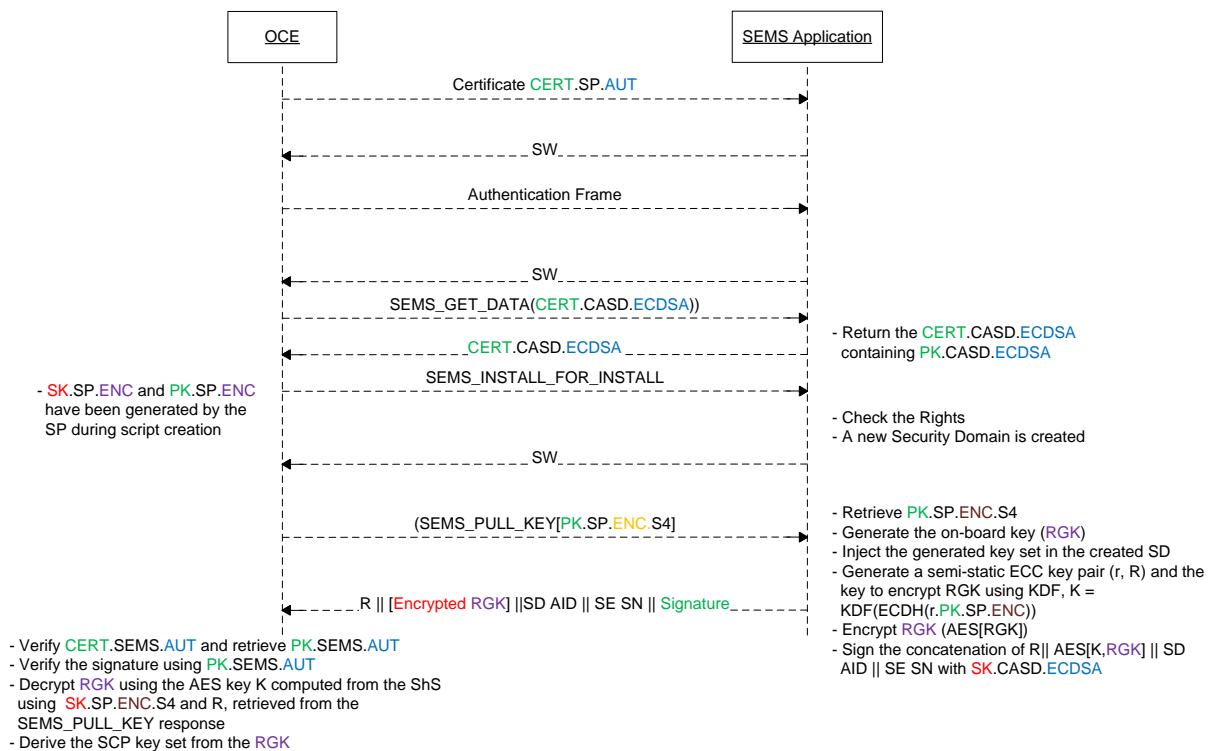 OCE
SEMS Application
Certificate CERT.SP.AUT
SW
Authentication Frame
SW
SEMS_GET_DATA(CERT.CASD.ECDSA))
- Return the CERT.CASD.ECDSA
containing PK.CASD.ECDSA
CERT.CASD.ECDSA
SEMS_INSTALL_FOR_INSTALL
- SK.SP.ENC and PK.SP.ENC
have been generated by the
SP during script creation
- Check the Rights
- A new Security Domain is created
SW
(SEMS_PULL_KEY[PK.SP.ENC.S4]
- Retrieve PK.SP.ENC.S4
- Generate the on-board key (RGK)
- Inject the generated key set in the created SD
- Generate a semi-static ECC key pair (r, R) and the
key to encrypt RGK using KDF, K =
KDF(ECDH(r.PK.SP.ENC))
- Encrypt RGK (AES[RGK])
- Sign the concatenation of R|| AES[K,RGK] || SD
AID || SE SN with SK.CASD.ECDSA
R || [Encrypted RGK] ||SD AID || SE SN || Signature
- Verify CERT.SEMS.AUT and retrieve PK.SEMS.AUT
- Verify the signature using PK.SEMS.AUT
- Decrypt RGK using the AES key K computed from the ShS
using SK.SP.ENC.S4 and R, retrieved from the
SEMS_PULL_KEY response
- Derive the SCP key set from the RGK